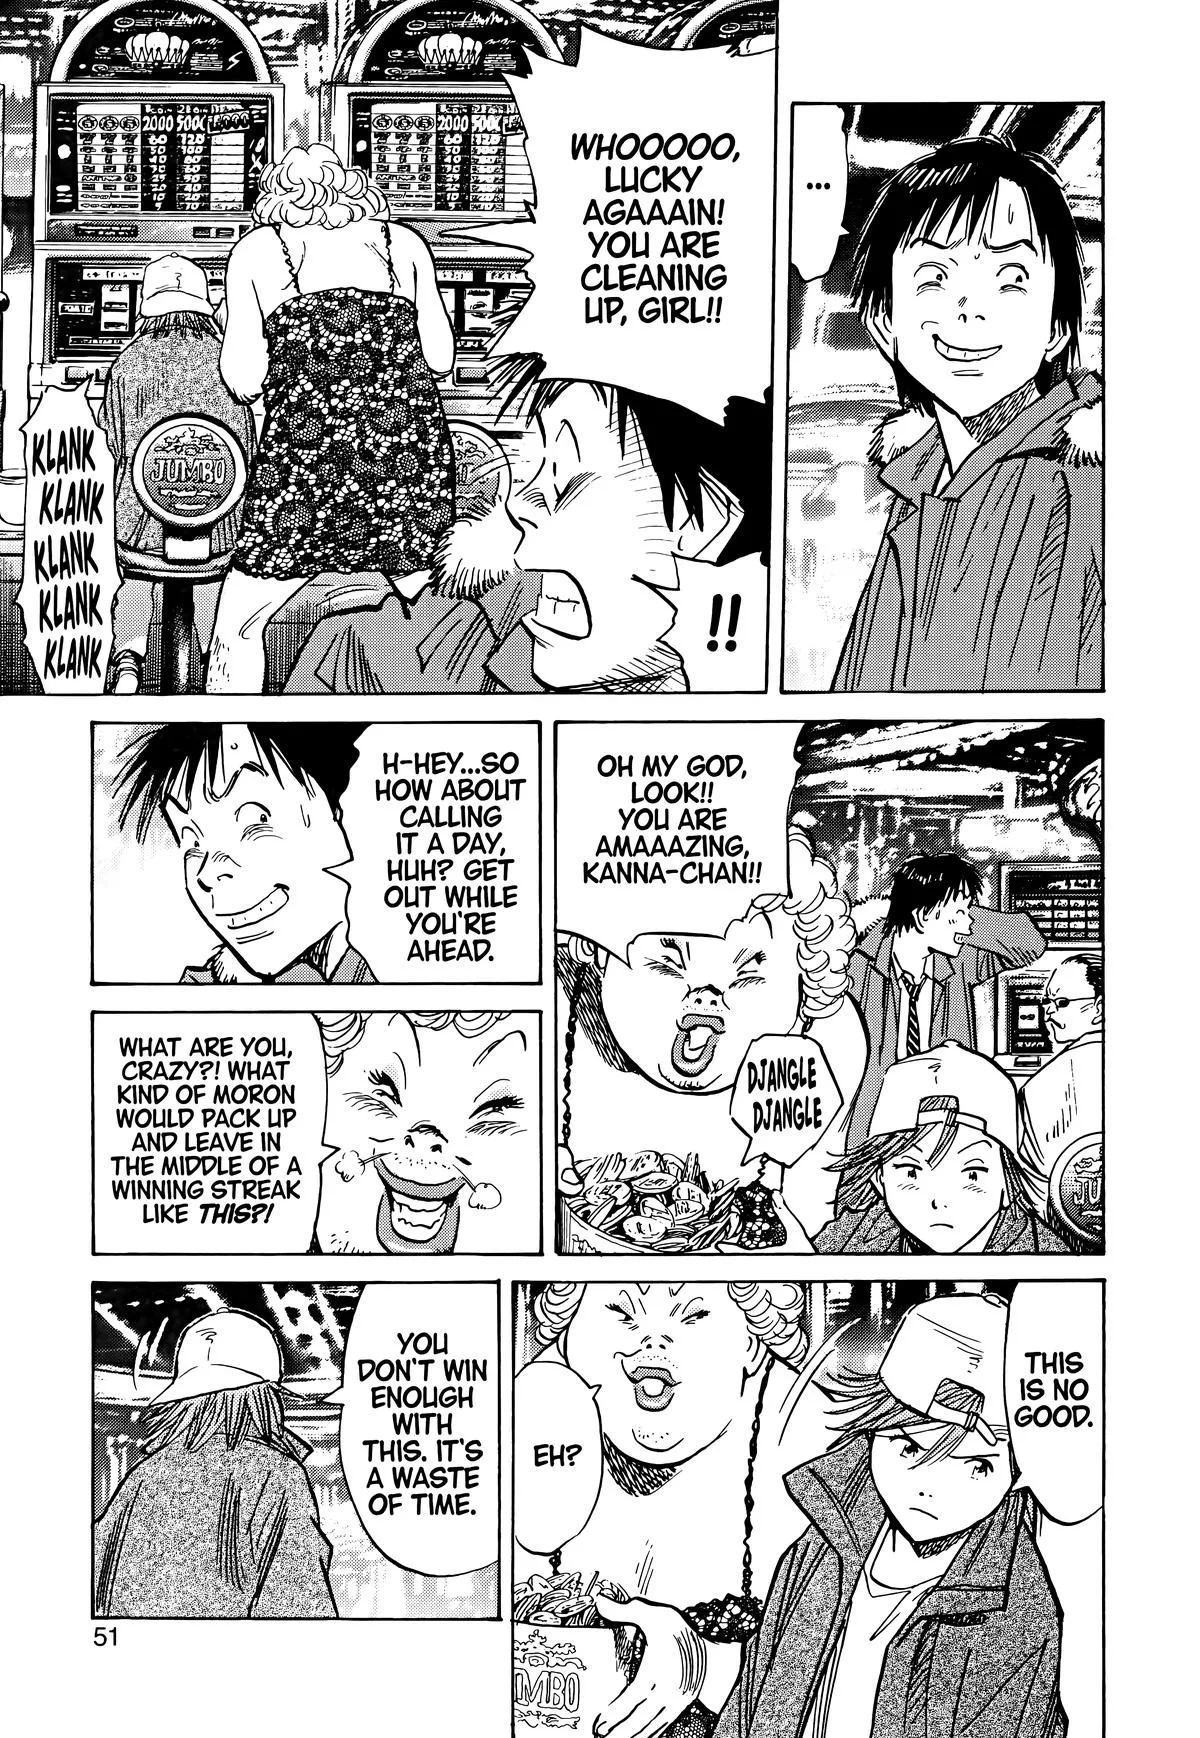 ...
WHOOOOO,
LUCKY
AGAAAIN!
YOU ARE
CLEANING
UP, GIRL!!
!!
JUMBO
KLANK
KLANK
KLANK
KLANK
KLANK
2000
500
OH MY GOD,
LOOK!!
YOU ARE
AMAAAZING,
KANNA-CHAN!!
DJANGLE
DJANGLE
JU
H-HEY...SO
HOW ABOUT
CALLING
IT A DAY,
HUH? GET
OUT WHILE
YOU'RE
AHEAD.
WHAT ARE YOU,
CRAZY?! WHAT
KIND OF MORON
WOULD PACK UP
AND LEAVE IN
THE MIDDLE OF A
WINNING STREAK
LIKE THIS?!
THIS
IS NO
GOOD.
EH?
JUMBO
YOU
DON'T WIN
ENOUGH
WITH
THIS. IT'S
A WASTE
OF TIME.
51